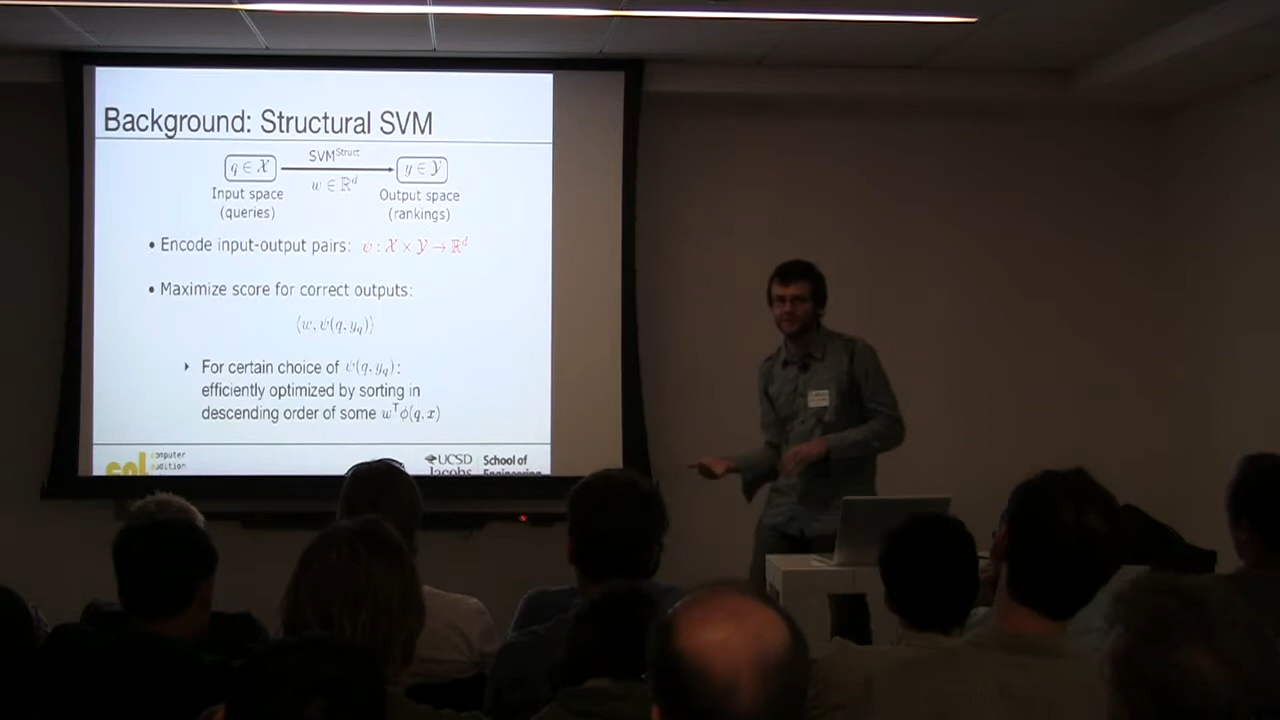 Background: Structural SVM
q ∈ 𝒳
SVM^Struct
w ∈ ℝ^d
y ∈ 𝒴
Input space
(queries)
Output space
(rankings)
• Encode input-output pairs: ψ : 𝒳 × 𝒴 → ℝ^d
• Maximize score for correct outputs:
⟨w, ψ(q, y_q)⟩
‣ For certain choice of ψ(q, y_q):
efficiently optimized by sorting in
descending order of some w^T φ(q, x)
UCSD
Jacobs
School of
Engineering